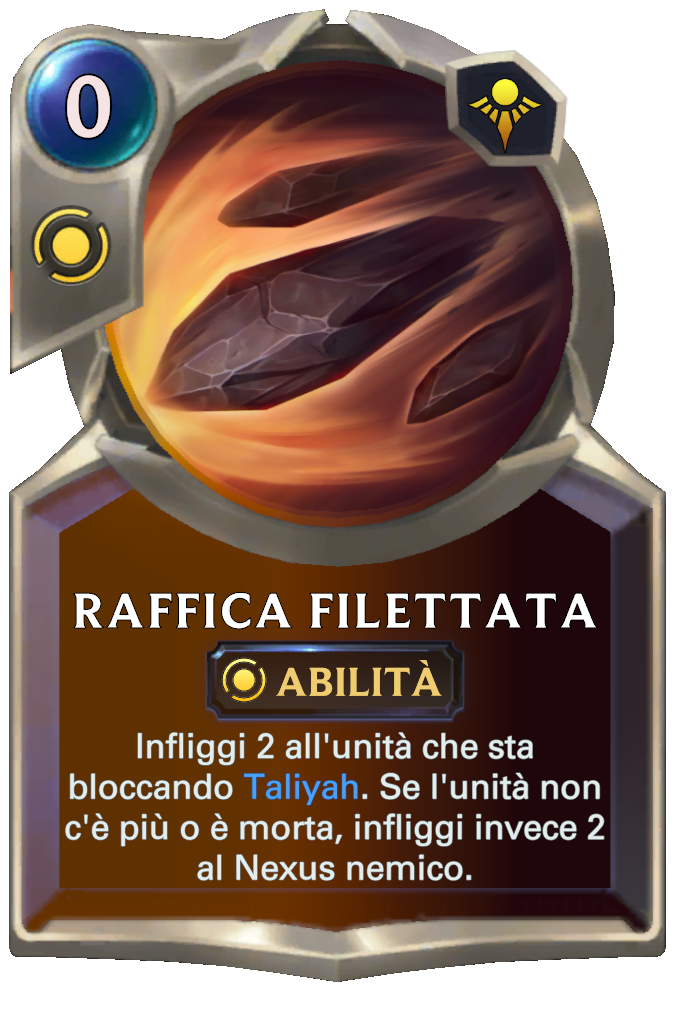 0
RAFFICA FILETTATA
ABILITÀ
Infliggi 2 all'unità che sta
bloccando Taliyah. Se l'unità non
c'è più o è morta, infliggi invece 2
al Nexus nemico.